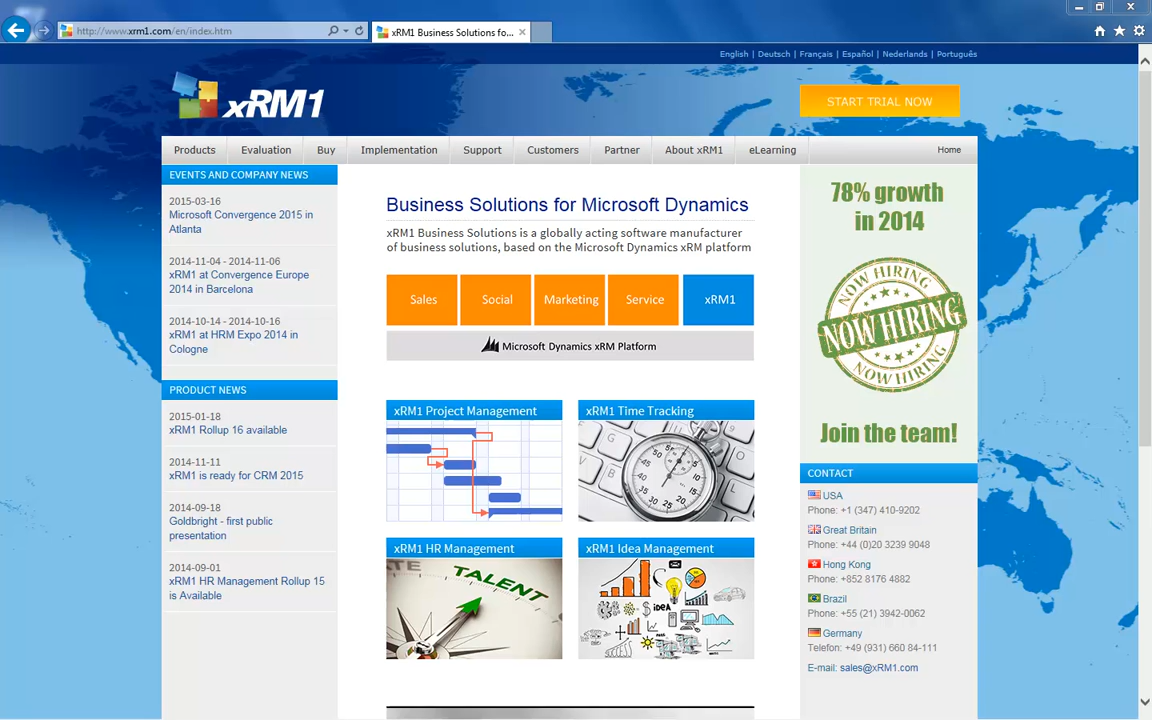 http://www.xrm1.com/en/index.htm
xRM1 Business Solutions fo...
English | Deutsch | Français | Español | Nederlands | Português
xRM1
START TRIAL NOW
Products
Evaluation
Buy
Implementation
Support
Customers
Partner
About xRM1
eLearning
Home
EVENTS AND COMPANY NEWS
2015-03-16
Microsoft Convergence 2015 in
Atlanta
2014-11-04 - 2014-11-06
xRM1 at Convergence Europe
2014 in Barcelona
2014-10-14 - 2014-10-16
xRM1 at HRM Expo 2014 in
Cologne
PRODUCT NEWS
2015-01-18
xRM1 Rollup 16 available
2014-11-11
xRM1 is ready for CRM 2015
2014-09-18
Goldbright - first public
presentation
2014-09-01
xRM1 HR Management Rollup 15
is Available
Business Solutions for Microsoft Dynamics
xRM1 Business Solutions is a globally acting software manufacturer
of business solutions, based on the Microsoft Dynamics xRM platform
Sales
Social
Marketing
Service
xRM1
Microsoft Dynamics xRM Platform
xRM1 Project Management
xRM1 Time Tracking
xRM1 HR Management
TALENT
xRM1 Idea Management
IDEA
78% growth
in 2014
NOW HIRING
NOW HIRING
NOW HIRING
Join the team!
CONTACT
USA
Phone: +1 (347) 410-9202
Great Britain
Phone: +44 (0)20 3239 9048
Hong Kong
Phone: +852 8176 4882
Brazil
Phone: +55 (21) 3942-0062
Germany
Telefon: +49 (931) 660 84-111
E-mail: sales@xRM1.com